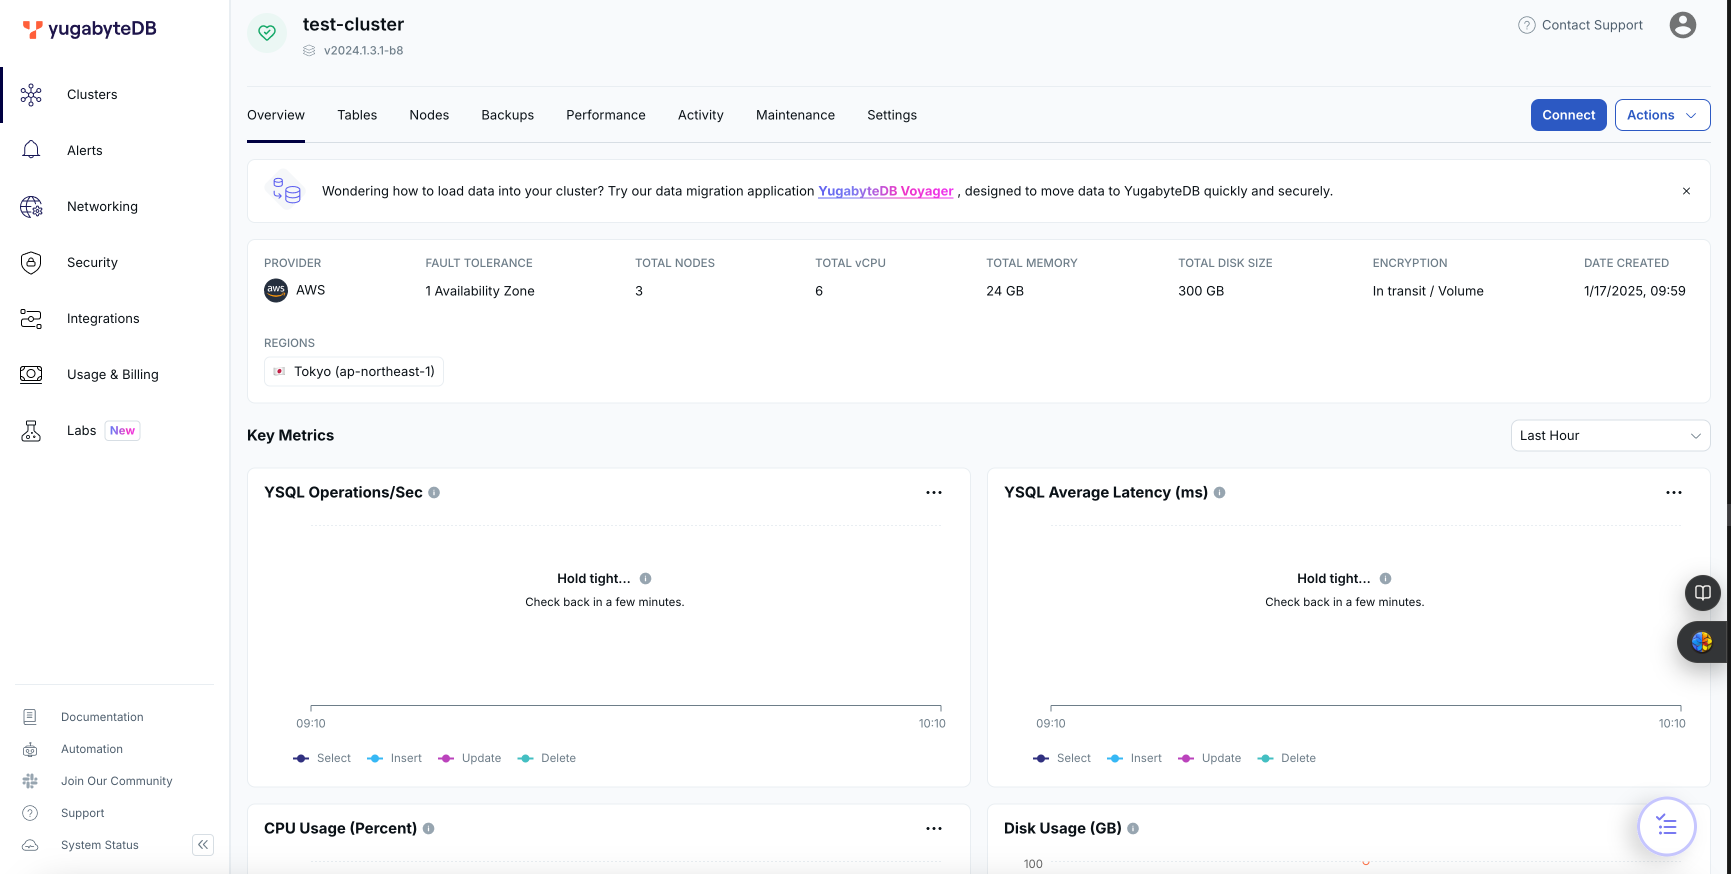 yugabyteDB
test-cluster
v2024.1.3.1-b8
Contact Support
Clusters
Alerts
Networking
Security
Integrations
Usage & Billing
Labs New
Documentation
Automation
Join Our Community
Support
System Status
Overview Tables Nodes Backups Performance Activity Maintenance Settings
Connect Actions
Wondering how to load data into your cluster? Try our data migration application YugabyteDB Voyager , designed to move data to YugabyteDB quickly and securely.
PROVIDER FAULT TOLERANCE TOTAL NODES TOTAL vCPU TOTAL MEMORY TOTAL DISK SIZE ENCRYPTION DATE CREATED
aws AWS 1 Availability Zone 3 6 24 GB 300 GB In transit / Volume 1/17/2025, 09:59
REGIONS
Tokyo (ap-northeast-1)
Key Metrics
Last Hour
YSQL Operations/Sec
Hold tight...
Check back in a few minutes.
09:10 10:10
Select Insert Update Delete
YSQL Average Latency (ms)
Hold tight...
Check back in a few minutes.
09:10 10:10
Select Insert Update Delete
CPU Usage (Percent)
Disk Usage (GB)
100